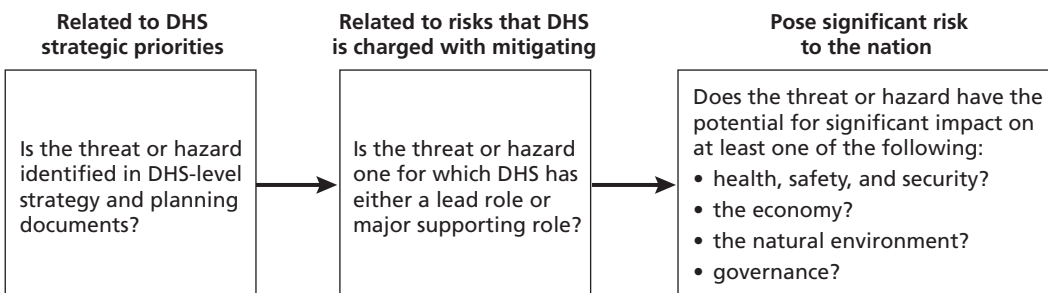 Related to DHS
strategic priorities
Related to risks that DHS
is charged with mitigating
Pose significant risk
to the nation
Is the threat or hazard
identified in DHS-level
strategy and planning
documents?
Is the threat or hazard
one for which DHS has
either a lead role or
major supporting role?
Does the threat or hazard have the
potential for significant impact on
at least one of the following:
• health, safety, and security?
• the economy?
• the natural environment?
• governance?